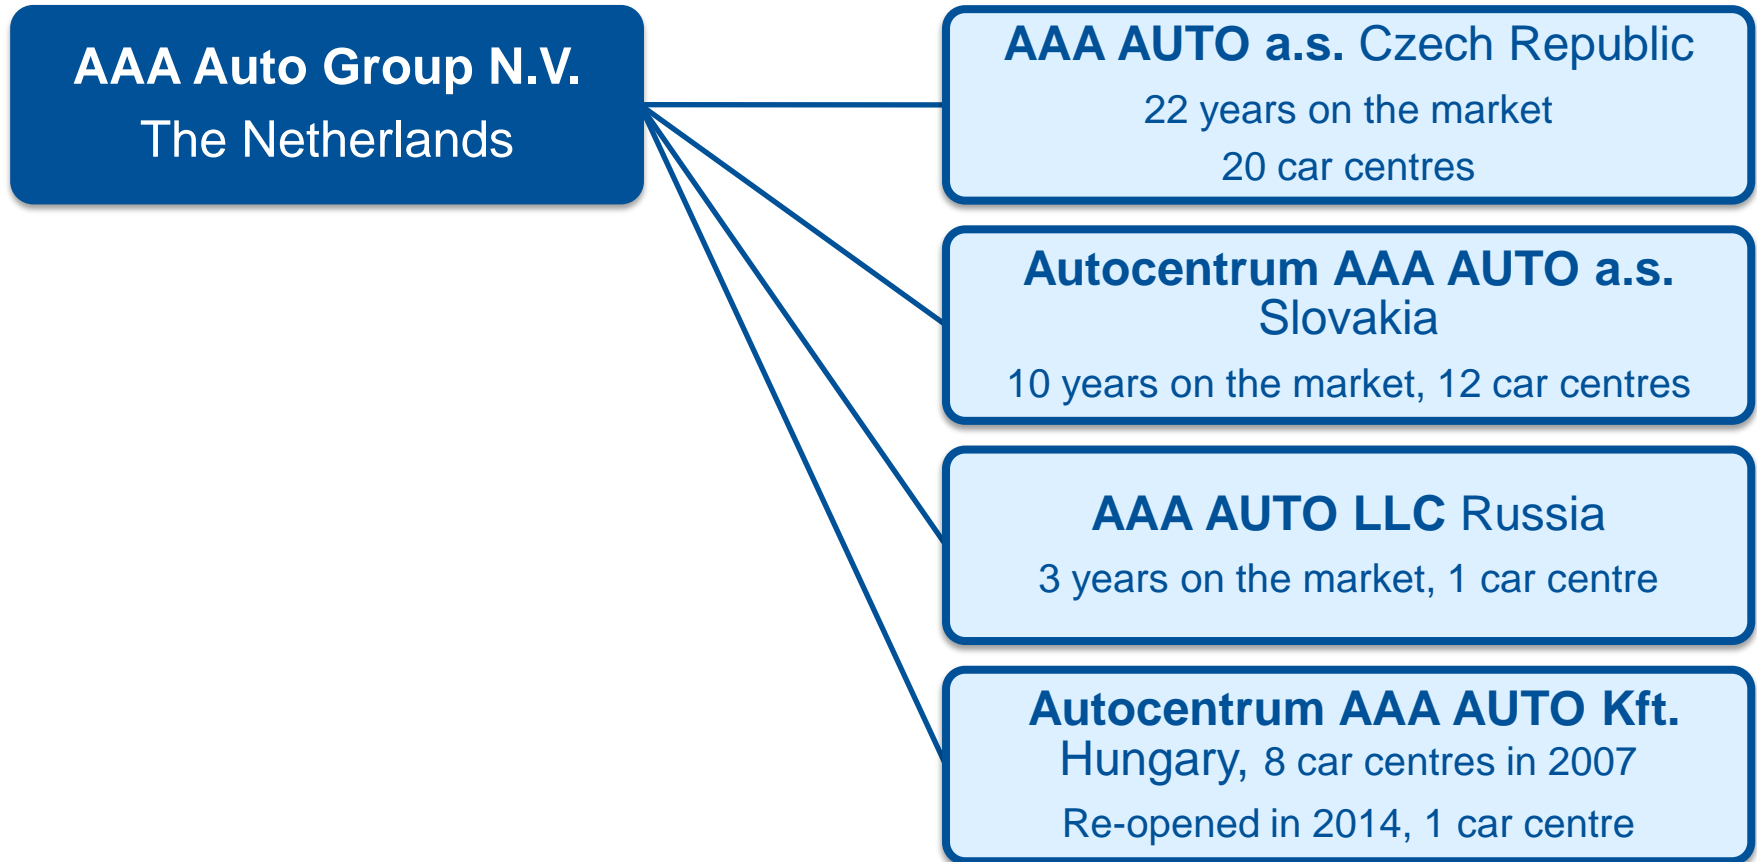 AAA Auto Group N.V.
The Netherlands
AAA AUTO a.s. Czech Republic
22 years on the market
20 car centres
Autocentrum AAA AUTO a.s.
Slovakia
10 years on the market, 12 car centres
AAA AUTO LLC Russia
3 years on the market, 1 car centre
Autocentrum AAA AUTO Kft.
Hungary, 8 car centres in 2007
Re-opened in 2014, 1 car centre